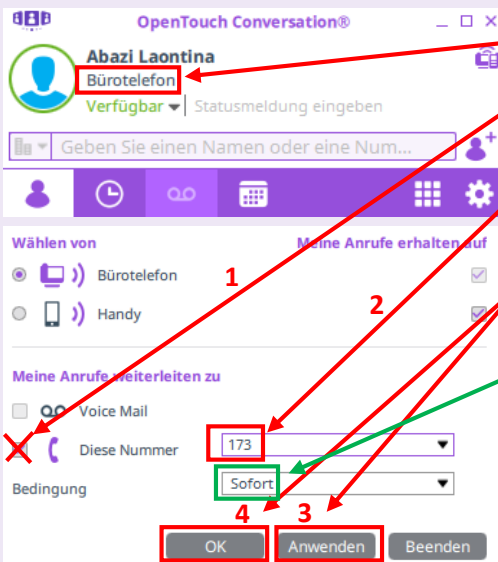 OpenTouch Conversation®
Abazi Laontina
Bürotelefon
Verfügbar Statusmeldung eingeben
Geben Sie einen Namen oder eine Num...
Wählen von Meine Anrufe erhalten auf
Bürotelefon 1
Handy 2
Meine Anrufe weiterleiten zu
Voice Mail
Diese Nummer 173
Bedingung Sofort
4 3
OK Anwenden Beenden